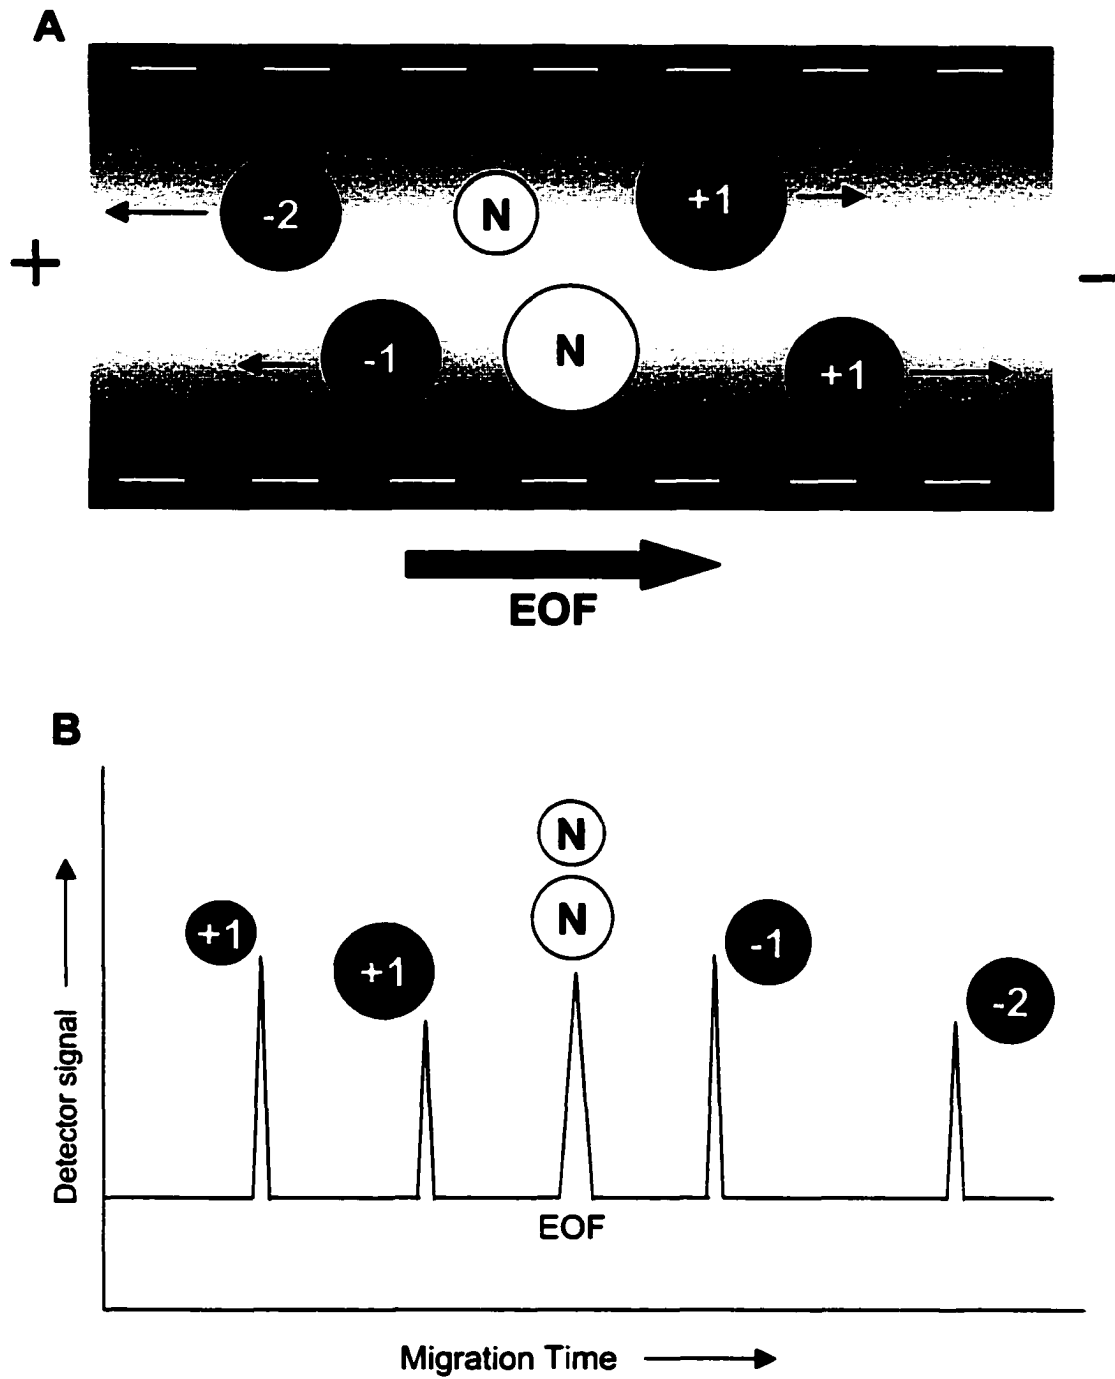 A
-2
N
+1
+
-
-1
N
+1
EOF
B
N
N
+1
+1
-1
-2
Detector signal
EOF
Migration Time